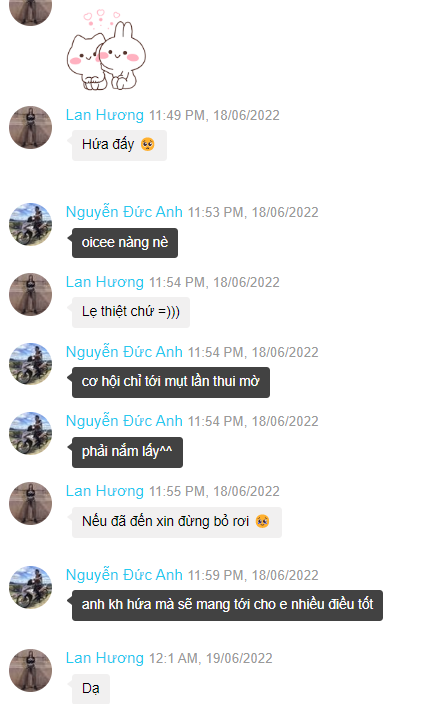 Lan Hương 11:49 PM, 18/06/2022
Hứa đấy 🥺
Nguyễn Đức Anh 11:53 PM, 18/06/2022
oicee nàng nè
Lan Hương 11:54 PM, 18/06/2022
Lẹ thiệt chứ =)))
Nguyễn Đức Anh 11:54 PM, 18/06/2022
cơ hội chỉ tới mụt lần thui mờ
Nguyễn Đức Anh 11:54 PM, 18/06/2022
phải nắm lấy^^
Lan Hương 11:55 PM, 18/06/2022
Nếu đã đến xin đừng bỏ rơi 🥺
Nguyễn Đức Anh 11:59 PM, 18/06/2022
anh kh hứa mà sẽ mang tới cho e nhiều điều tốt
Lan Hương 12:1 AM, 19/06/2022
Dạ